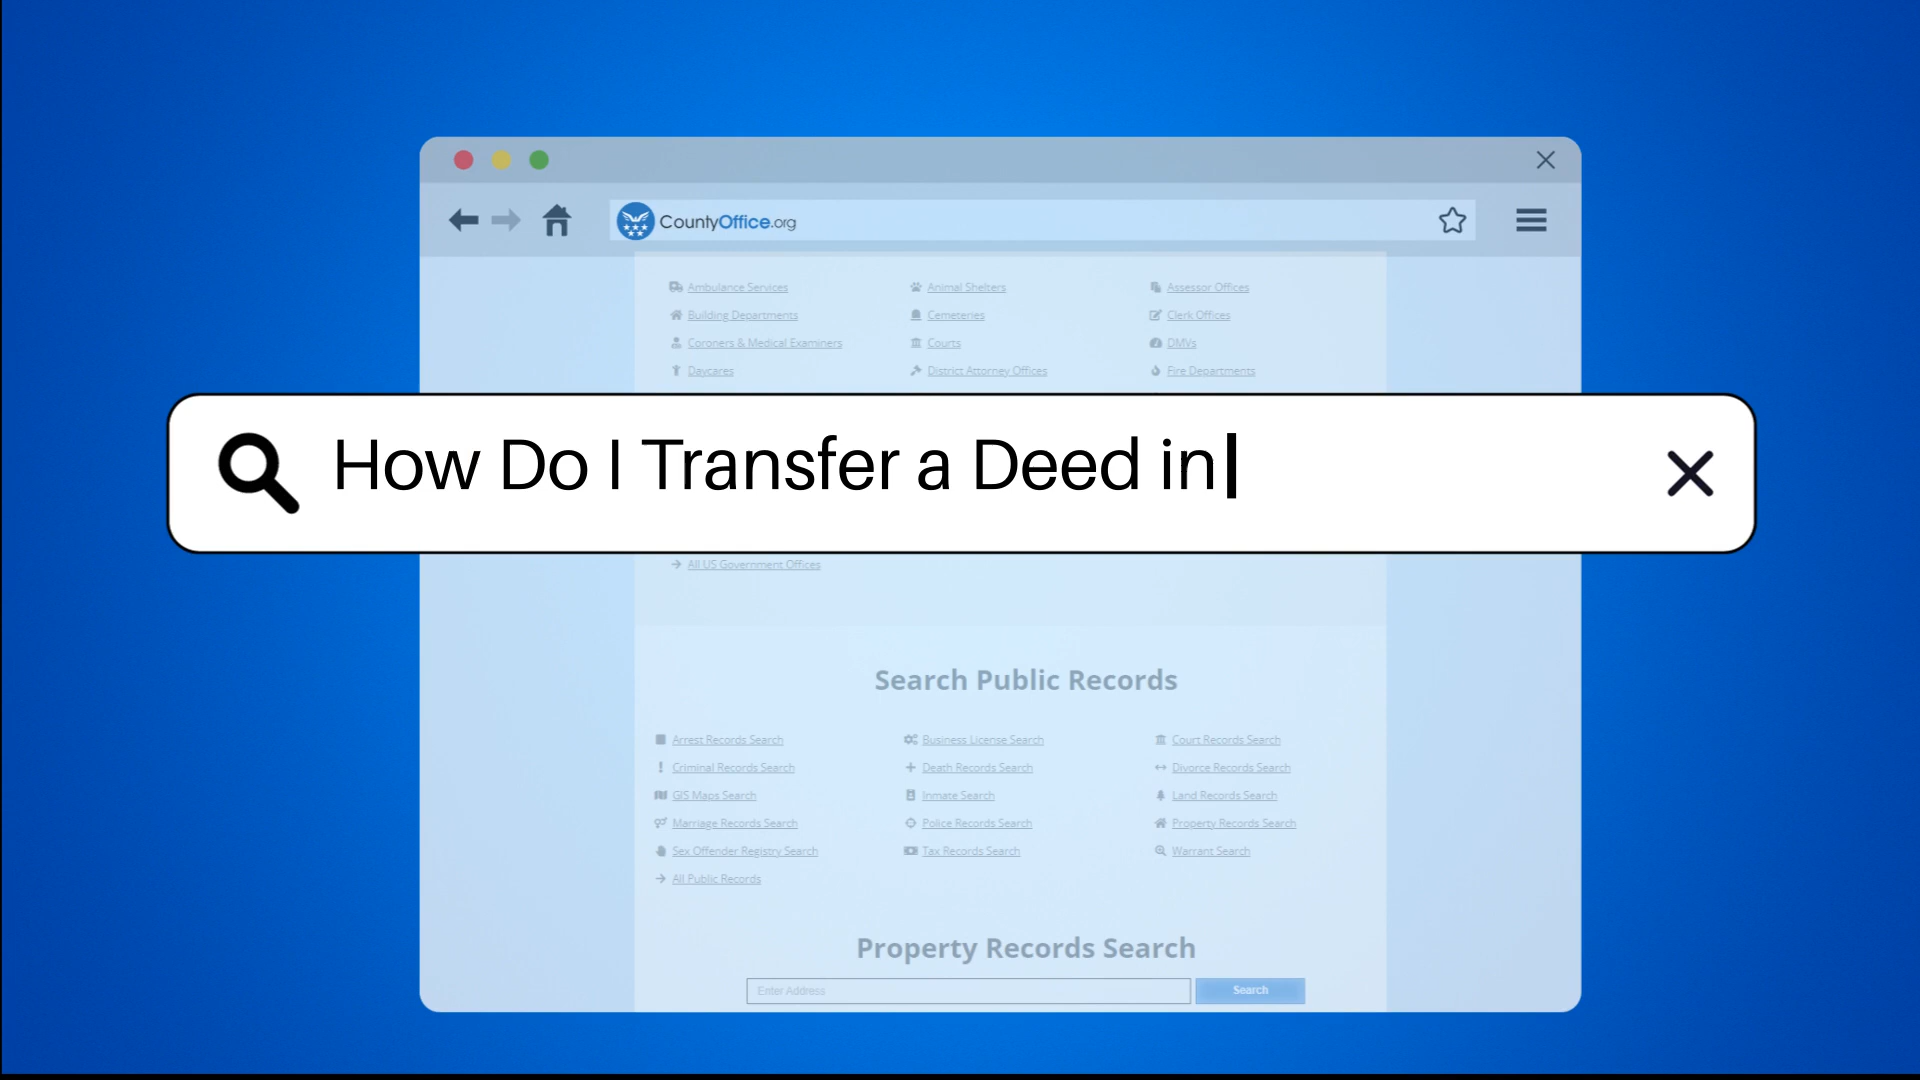 CountyOffice.org
Ambulance Services Animal Shelters Assessor Offices
Building Departments Cemeteries Clerk Offices
Coroners & Medical Examiners Courts DMVs
Daycares District Attorney Offices Fire Departments
How Do I Transfer a Deed in
All US Government Offices
Search Public Records
Arrest Records Search Business License Search Court Records Search
Criminal Records Search Death Records Search Divorce Records Search
GIS Maps Search Inmate Search Land Records Search
Marriage Records Search Police Records Search Property Records Search
Sex Offender Registry Search Tax Records Search Warrant Search
All Public Records
Property Records Search
Enter Address Search